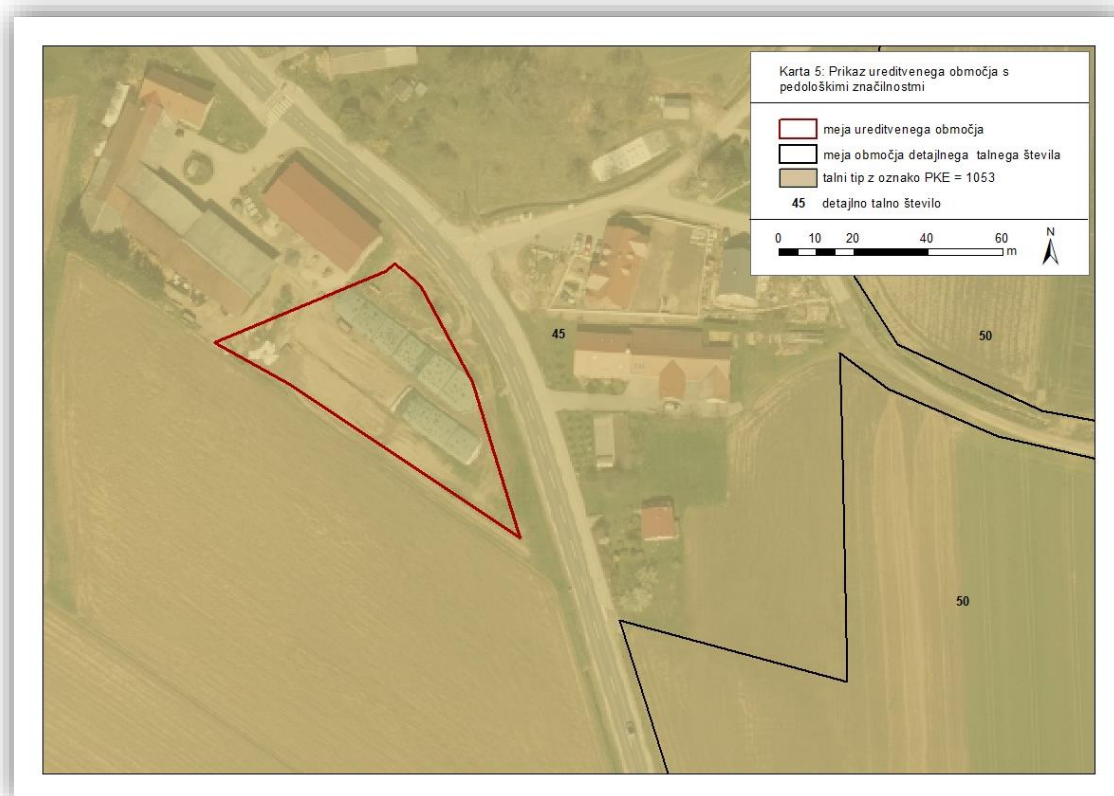 Karta 5: Prikaz ureditvenega območja s
pedološkimi značilnostmi
meja ureditvenega območja
meja območja detajlnega talnega števila
talni tip z oznako PKE = 1053
45 detajlno talno število
0 10 20 40 60
m
N
45
50
50